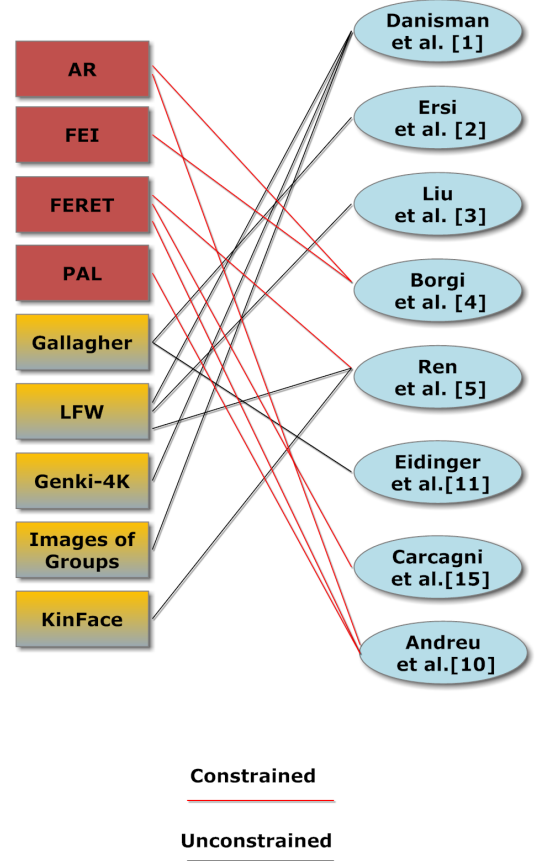 AR
FEI
FERET
PAL
Gallagher
LFW
Genki-4K
Images of
Groups
KinFace
Danisman
et al. [1]
Ersi
et al. [2]
Liu
et al. [3]
Borgi
et al. [4]
Ren
et al. [5]
Eidinger
et al.[11]
Carcagni
et al.[15]
Andreu
et al.[10]
Constrained
Unconstrained